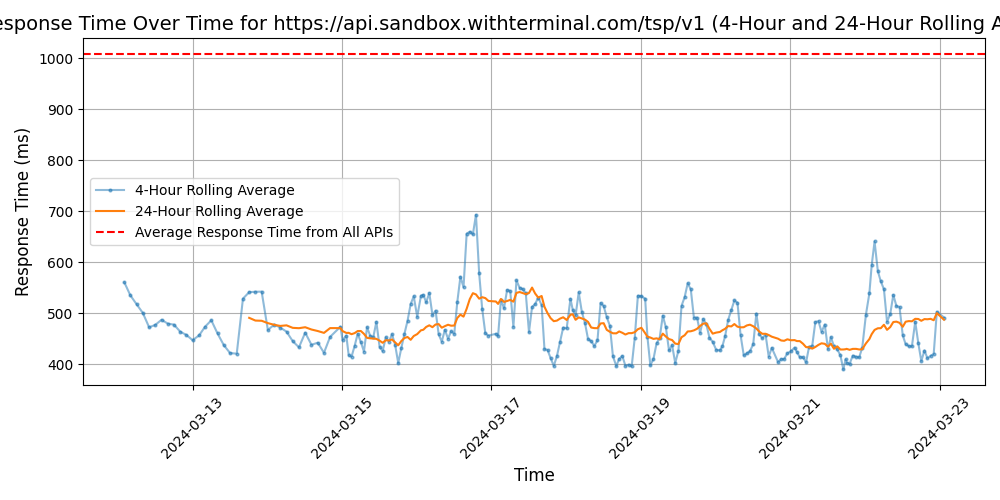 esponse Time Over Time for https://api.sandbox.withterminal.com/tsp/v1 (4-Hour and 24-Hour Rolling A
Response Time (ms)
1000
900
800
700
600
500
400
4-Hour Rolling Average
24-Hour Rolling Average
Average Response Time from All APIs
2024-03-13
2024-03-15
2024-03-17
2024-03-19
2024-03-21
2024-03-23
Time